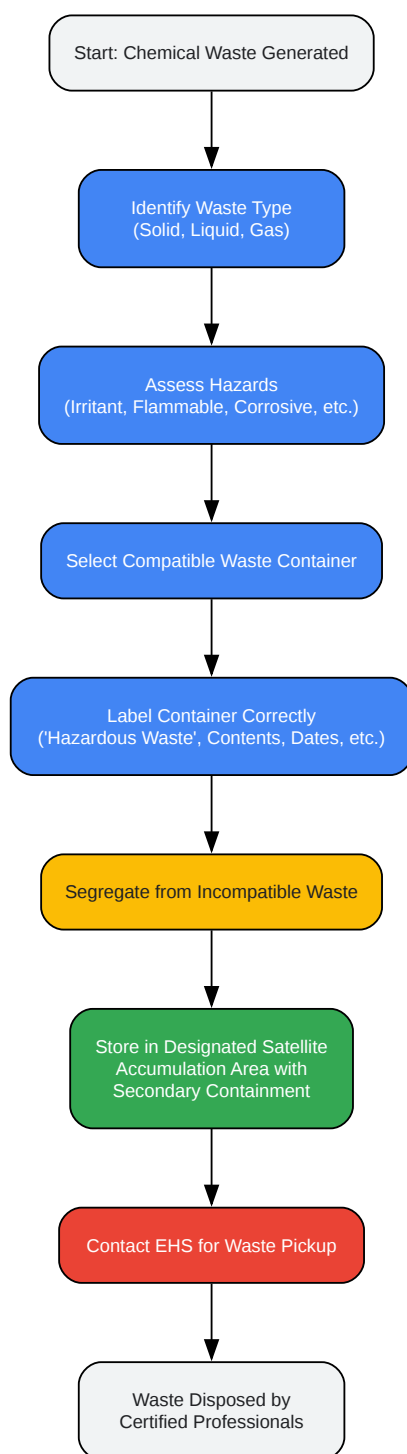 Start: Chemical Waste Generated
Identify Waste Type
(Solid, Liquid, Gas)
Assess Hazards
(Irritant, Flammable, Corrosive, etc.)
Select Compatible Waste Container
Label Container Correctly
('Hazardous Waste', Contents, Dates, etc.)
Segregate from Incompatible Waste
Store in Designated Satellite
Accumulation Area with
Secondary Containment
Contact EHS for Waste Pickup
Waste Disposed by
Certified Professionals